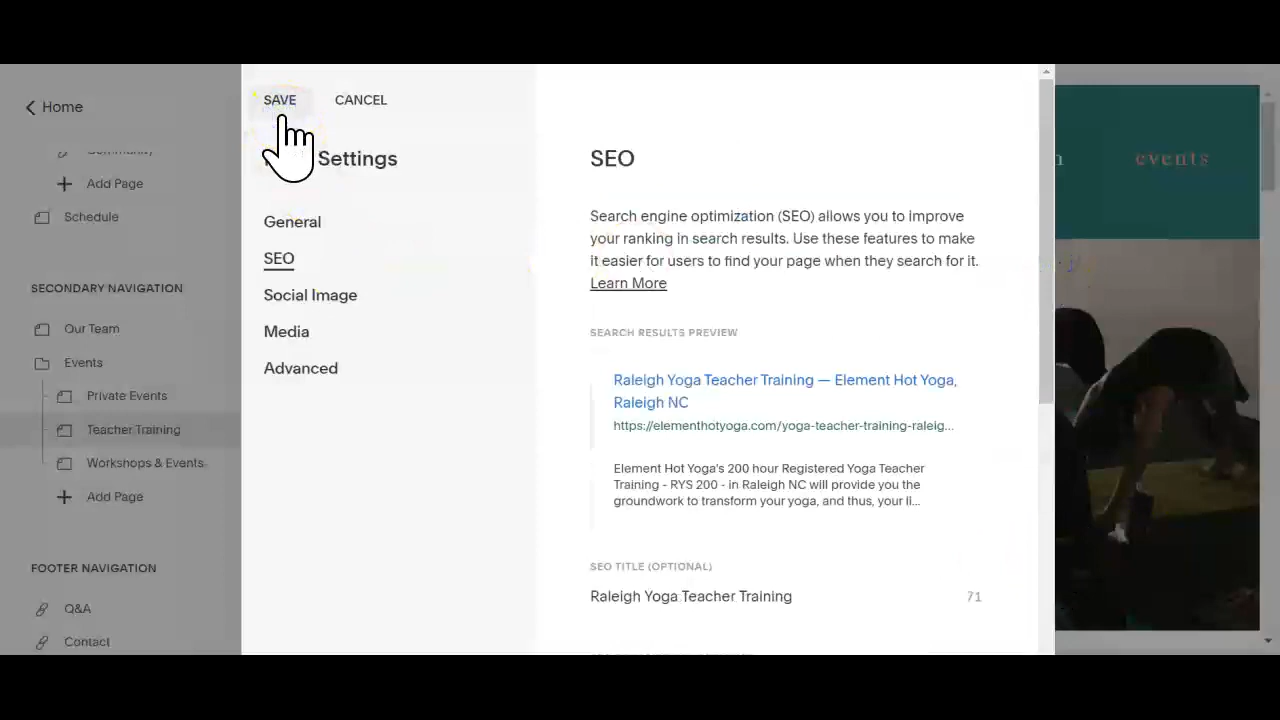 Home
Community
Add Page
Schedule
SECONDARY NAVIGATION
Our Team
Events
Private Events
Teacher Training
Workshops & Events
Add Page
FOOTER NAVIGATION
Q&A
Contact
SAVE CANCEL
Settings
General
SEO
Social Image
Media
Advanced
SEO
Search engine optimization (SEO) allows you to improve
your ranking in search results. Use these features to make
it easier for users to find your page when they search for it.
Learn More
SEARCH RESULTS PREVIEW
Raleigh Yoga Teacher Training — Element Hot Yoga,
Raleigh NC
https://elementhotyoga.com/yoga-teacher-training-raleig...
Element Hot Yoga's 200 hour Registered Yoga Teacher
Training - RYS 200 - in Raleigh NC will provide you the
groundwork to transform your yoga, and thus, your li...
SEO TITLE (OPTIONAL)
Raleigh Yoga Teacher Training 71
events